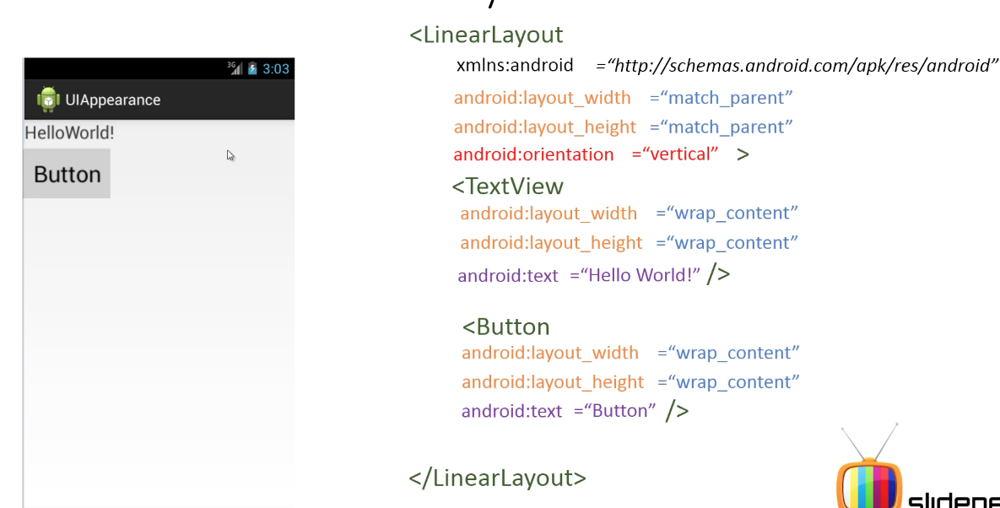 3G 3:03
UIAppearance
HelloWorld!
Button
<LinearLayout
xmlns:android =“http://schemas.android.com/apk/res/android”
android:layout_width =“match_parent”
android:layout_height =“match_parent”
android:orientation =“vertical” >
<TextView
android:layout_width =“wrap_content”
android:layout_height =“wrap_content”
android:text =“Hello World!” />
<Button
android:layout_width =“wrap_content”
android:layout_height =“wrap_content”
android:text =“Button” />
</LinearLayout>